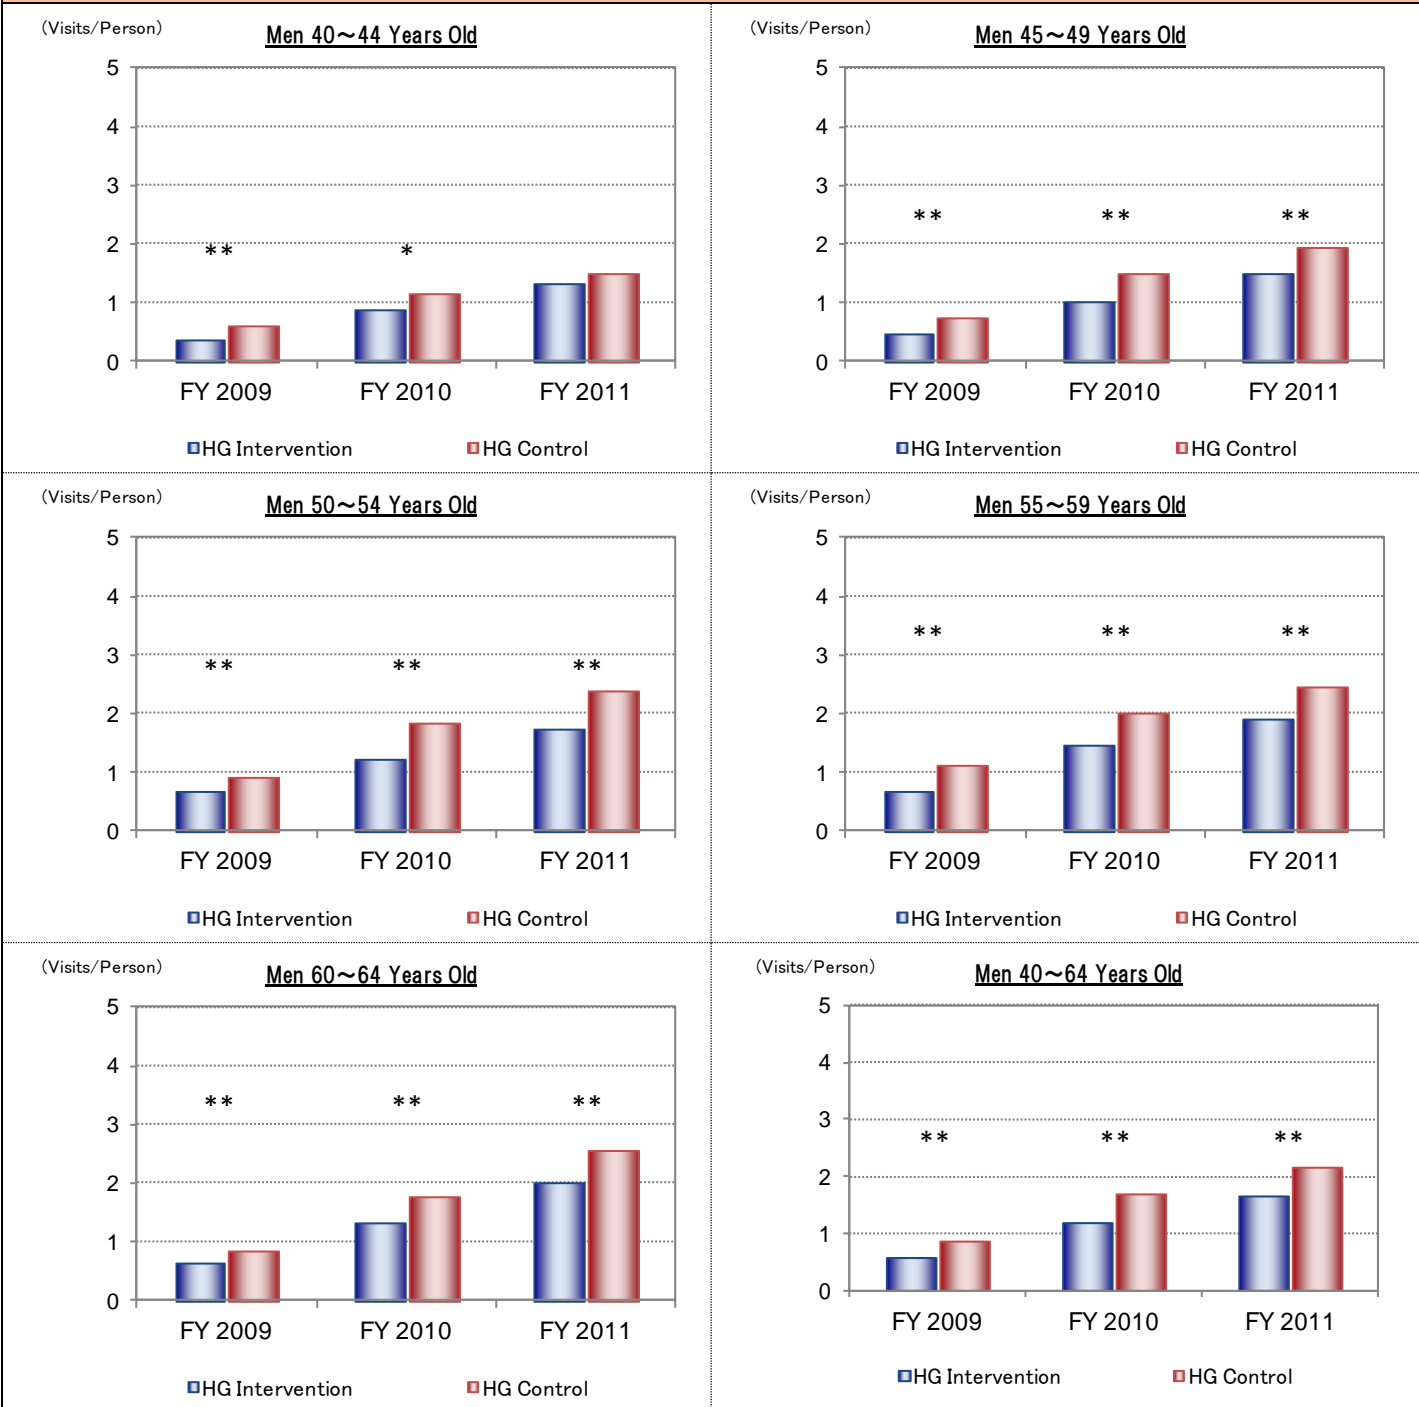 (Visits/Person)
Men 40～44 Years Old
5
4
3
2
1
0
** *
FY 2009 FY 2010 FY 2011
HG Intervention HG Control
(Visits/Person)
Men 45～49 Years Old
5
4
3
2
1
0
** ** **
FY 2009 FY 2010 FY 2011
HG Intervention HG Control
(Visits/Person)
Men 50～54 Years Old
5
4
3
2
1
0
** ** **
FY 2009 FY 2010 FY 2011
HG Intervention HG Control
(Visits/Person)
Men 55～59 Years Old
5
4
3
2
1
0
** ** **
FY 2009 FY 2010 FY 2011
HG Intervention HG Control
(Visits/Person)
Men 60～64 Years Old
5
4
3
2
1
0
** ** **
FY 2009 FY 2010 FY 2011
HG Intervention HG Control
(Visits/Person)
Men 40～64 Years Old
5
4
3
2
1
0
** ** **
FY 2009 FY 2010 FY 2011
HG Intervention HG Control